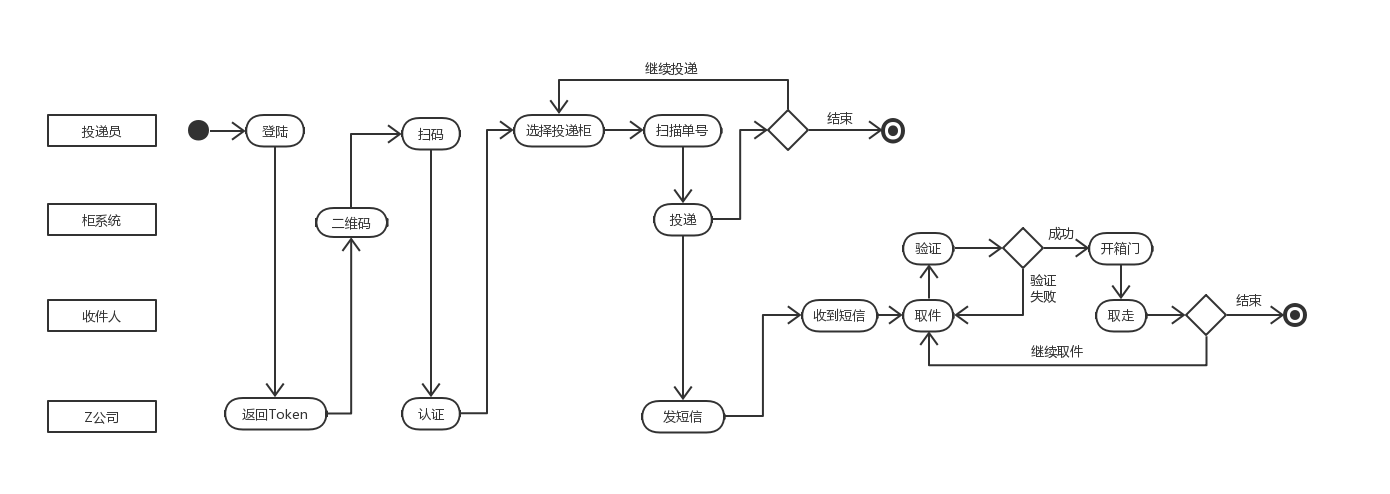 继续投递
投递员
登陆
扫码
选择投递柜
扫描单号
结束
柜系统
二维码
投递
验证
成功
开箱门
验证
失败
收件人
收到短信
取件
取走
结束
继续取件
Z公司
返回Token
认证
发短信